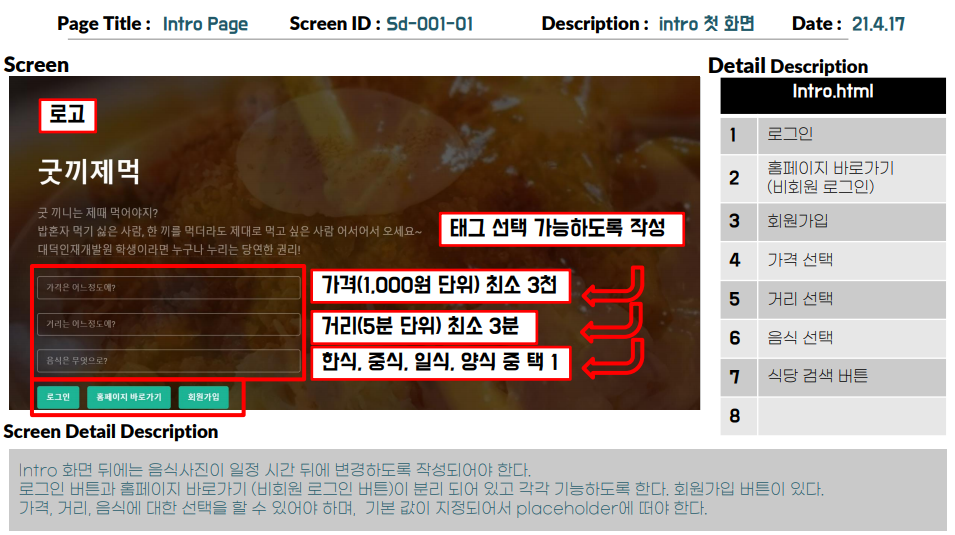 Page Title : Intro Page Screen ID : Sd-001-01 Description : intro 첫 화면 Date : 21.4.17
Screen
로고
굿끼제먹
굿 끼니는 제때 먹어야지?
밥혼자 먹기 싫은 사람, 한 끼를 먹더라도 제대로 먹고 싶은 사람 어서어서 오세요~
대덕인재개발원 학생이라면 누구나 누리는 당연한 권리!
태그 선택 가능하도록 작성
가격은 어느정도에?
가격(1,000원 단위) 최소 3천
거리는 어느정도에?
거리(5분 단위) 최소 3분
음식은 무엇으로?
한식, 중식, 일식, 양식 중 택 1
로그인 홈페이지 바로가기 회원가입
Detail Description
Intro.html
1 로그인
2 홈페이지 바로가기
(비회원 로그인)
3 회원가입
4 가격 선택
5 거리 선택
6 음식 선택
7 식당 검색 버튼
8
Screen Detail Description
Intro 화면 뒤에는 음식사진이 일정 시간 뒤에 변경하도록 작성되어야 한다.
로그인 버튼과 홈페이지 바로가기 (비회원 로그인 버튼)이 분리 되어 있고 각각 기능하도록 한다. 회원가입 버튼이 있다.
가격, 거리, 음식에 대한 선택을 할 수 있어야 하며, 기본 값이 지정되어서 placeholder에 떠야 한다.